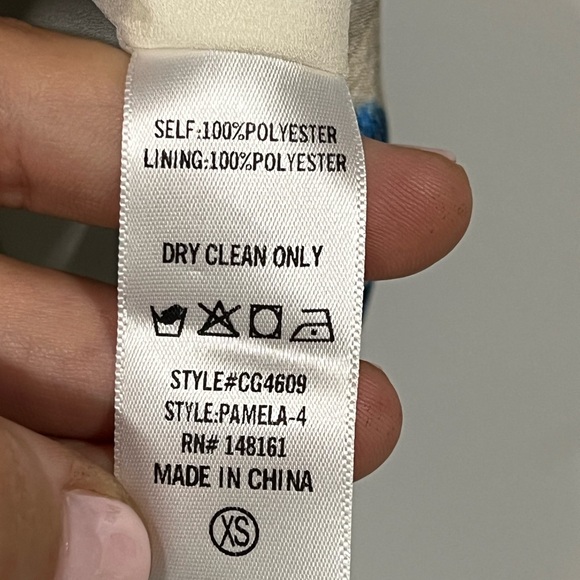 SELF:100%POLYESTER
LINING:100%POLYESTER
DRY CLEAN ONLY
STYLE#CG4609
STYLE:PAMELA-4
RN# 148161
MADE IN CHINA
XS